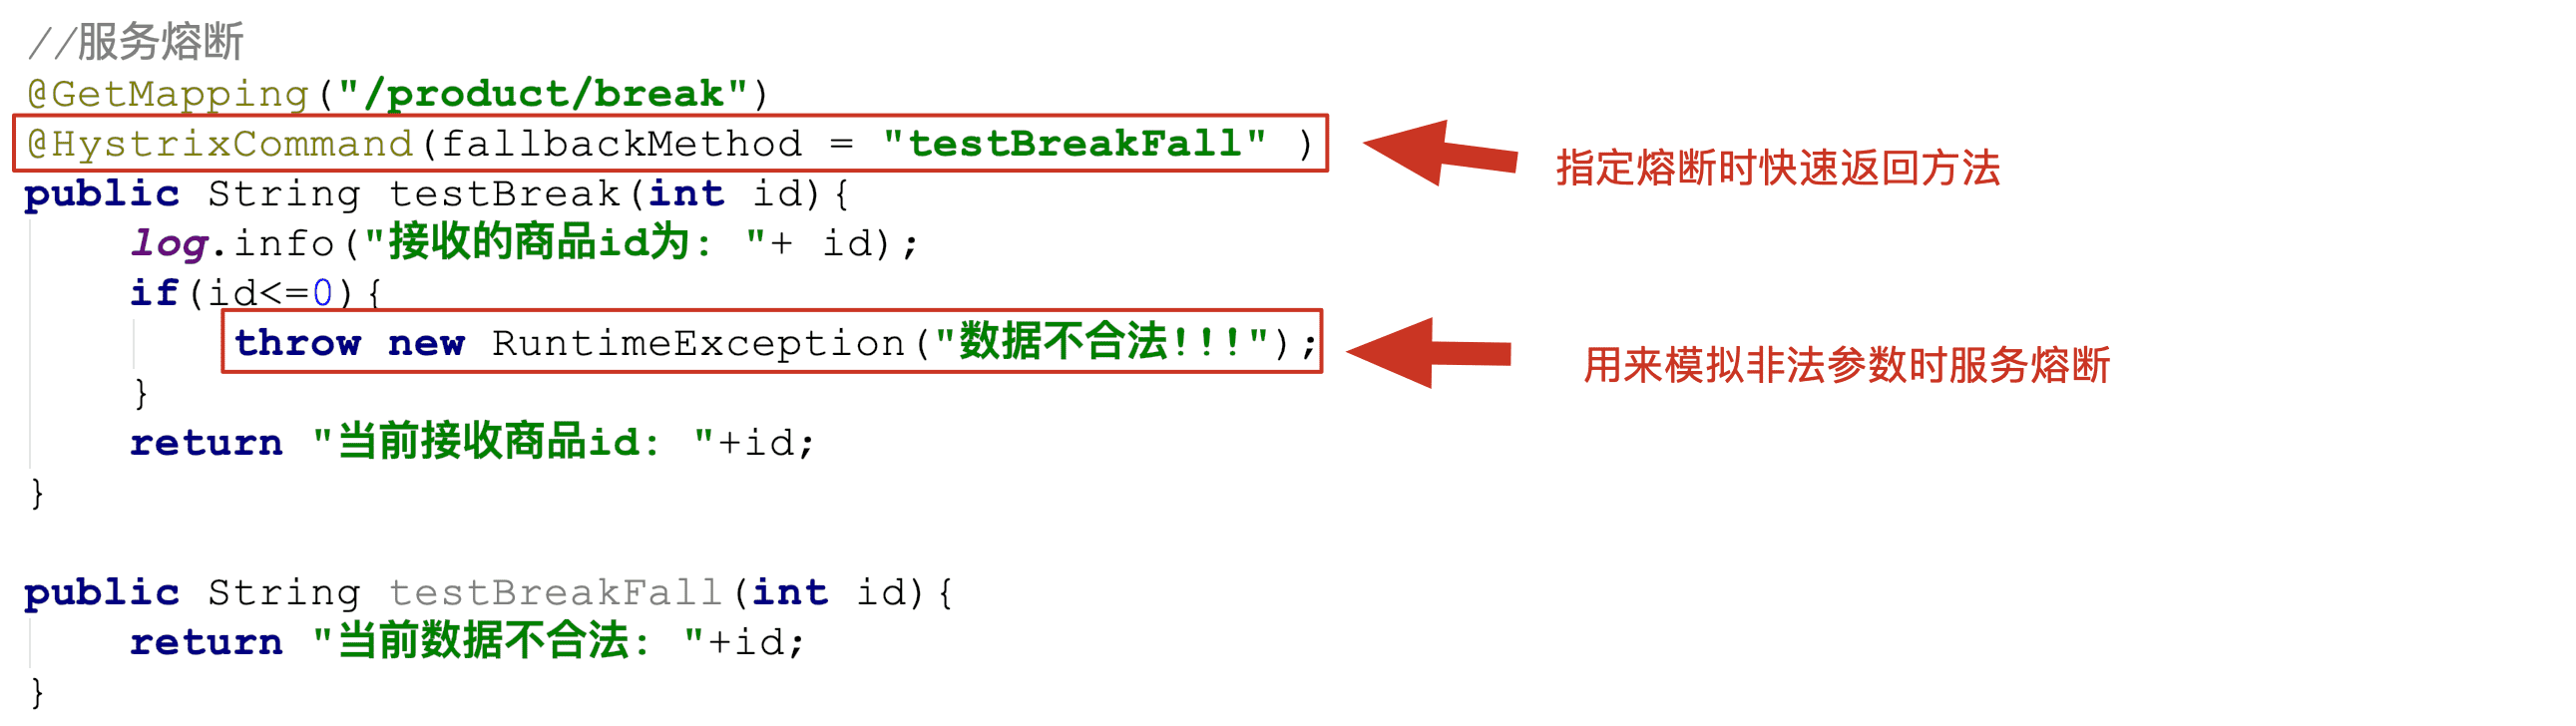 //服务熔断
@GetMapping("/product/break")
@HystrixCommand(fallbackMethod = "testBreakFall" )
指定熔断时快速返回方法
public String testBreak(int id){
log.info("接收的商品id为: "+ id);
if(id<=0){
throw new RuntimeException("数据不合法!!!");
用来模拟非法参数时服务熔断
}
return "当前接收商品id: "+id;
}
public String testBreakFall(int id){
return "当前数据不合法: "+id;
}